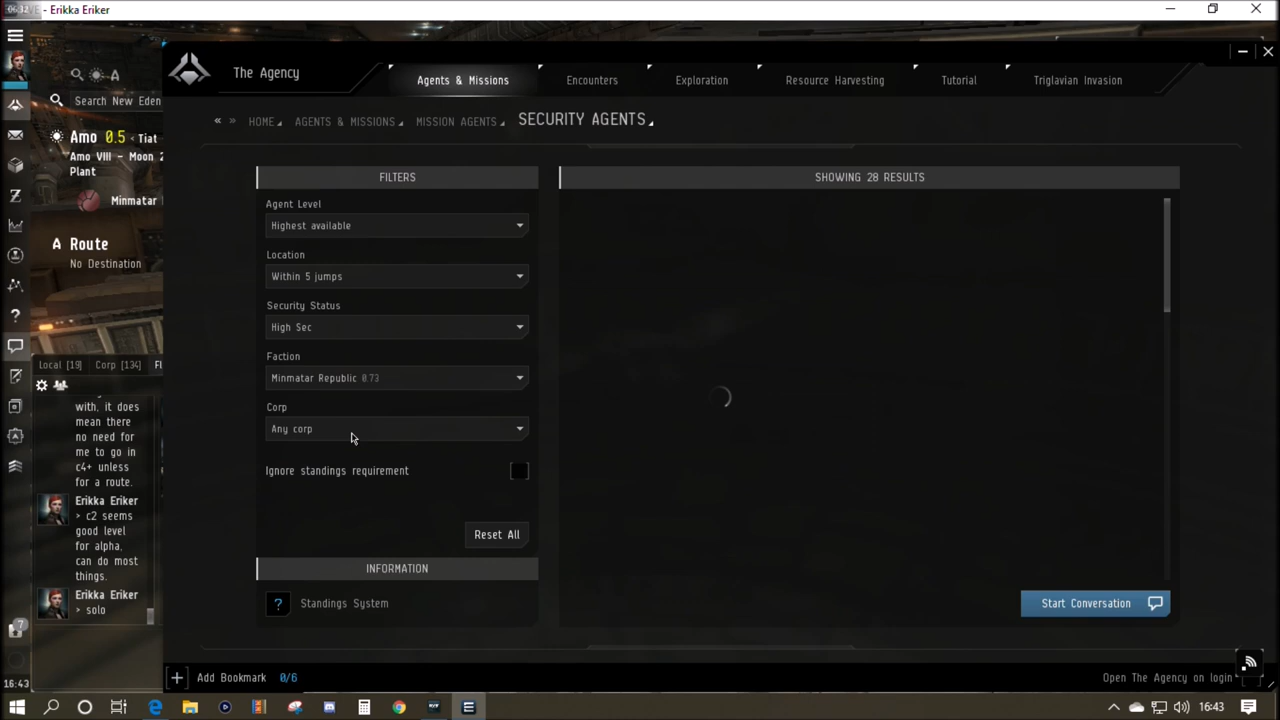 - Erikka Eriker
The Agency
Agents & Missions
Encounters
Exploration
Resource Harvesting
Tutorial
Triglavian Invasion
Search New Eden
« » HOME AGENTS & MISSIONS MISSION AGENTS SECURITY AGENTS
Amo 0.5 < Tiat
Amo VIII - Moon 2
Plant
Minmatar
A Route
No Destination
FILTERS
Agent Level
Highest available
Location
Within 5 jumps
Security Status
High Sec
Faction
Minmatar Republic 0.73
Corp
Any corp
Ignore standings requirement
Reset All
INFORMATION
? Standings System
SHOWING 28 RESULTS
Start Conversation
Local [19] Corp [134] Fl
with, it does
mean there
no need for
me to go in
c4+ unless
for a route.
Erikka Eriker
> c2 seems
good level
for alpha,
can do most
things.
Erikka Eriker
> solo
7
16:43
Add Bookmark 0/6
Open The Agency on login
16:43